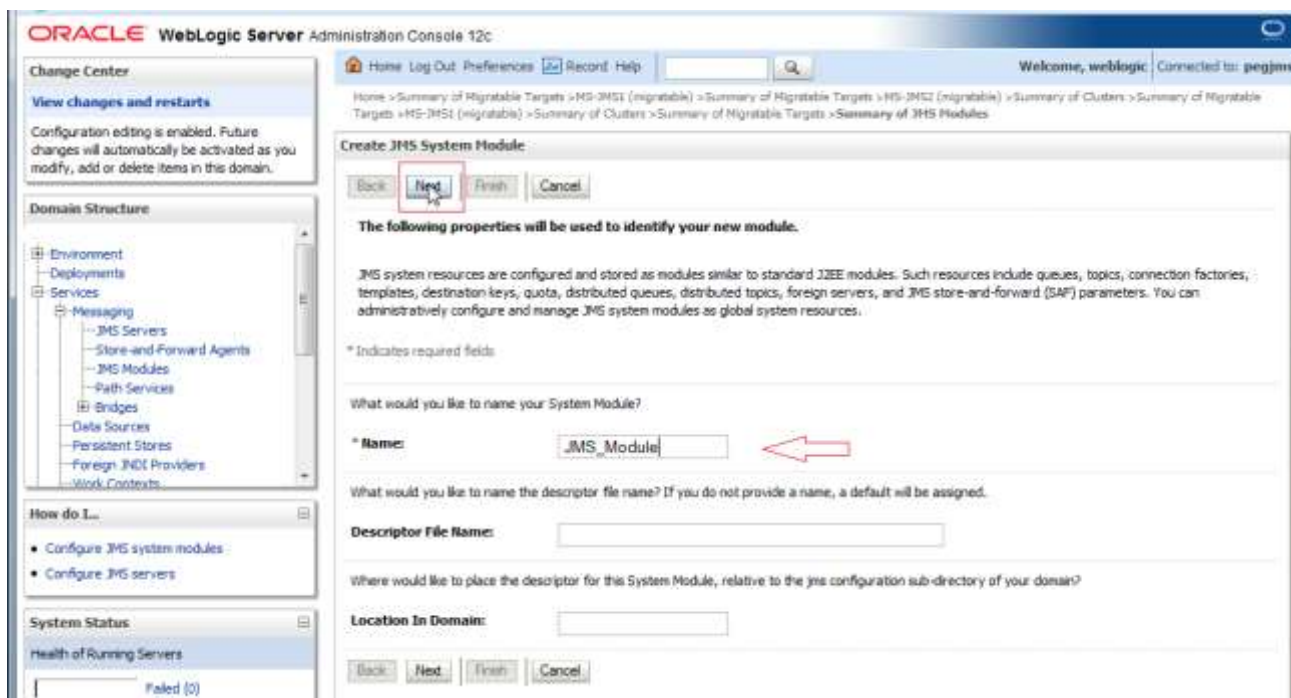 ORACLE WebLogic Server Administration Console 12c
Change Center
View changes and restarts
Configuration editing is enabled. Future
changes will automatically be activated as you
modify, add or delete items in this domain.
Domain Structure
Environment
Deployments
Services
Messaging
JMS Servers
Store-and-Forward Agents
JMS Modules
Path Services
Bridges
Data Sources
Persistent Stores
Foreign JNDI Providers
Work Contexts
How do I...
Configure JMS system modules
Configure JMS servers
System Status
Health of Running Servers
Failed (0)
Home Log Out Preferences Record Help
Welcome, weblogic Connected to: pegjms
Home >Summary of Migratable Targets >MS-JMS1 (migratable) >Summary of Migratable Targets >MS-JMS2 (migratable) >Summary of Clusters >Summary of Migratable
Targets >MS-JMS1 (migratable) >Summary of Clusters >Summary of Migratable Targets >Summary of JMS Modules
Create JMS System Module
Back Next Finish Cancel
The following properties will be used to identify your new module.
JMS system resources are configured and stored as modules similar to standard J2EE modules. Such resources include queues, topics, connection factories,
templates, destination keys, quota, distributed queues, distributed topics, foreign servers, and JMS store-and-forward (SAF) parameters. You can
administratively configure and manage JMS system modules as global system resources.
* Indicates required fields
What would you like to name your System Module?
* Name: JMS_Module
What would you like to name the descriptor file name? If you do not provide a name, a default will be assigned.
Descriptor File Name:
Where would like to place the descriptor for this System Module, relative to the jms configuration sub-directory of your domain?
Location In Domain:
Back Next Finish Cancel